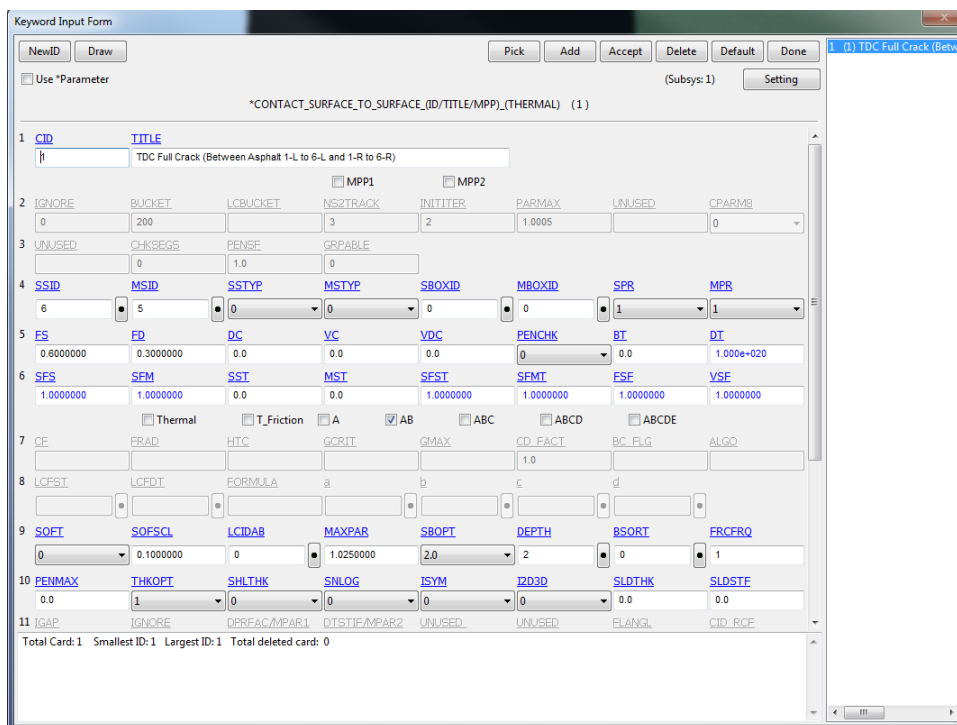 Keyword Input Form
NewID Draw Pick Add Accept Delete Default Done
1 (1) TDC Full Crack (Betw
Use *Parameter (Subsys: 1) Setting
*CONTACT_SURFACE_TO_SURFACE_(ID/TITLE/MPP)_(THERMAL) (1)
1 CID TITLE
1 TDC Full Crack (Between Asphalt 1-L to 6-L and 1-R to 6-R)
MPP1 MPP2
2 IGNORE BUCKET LCBUCKET NS2TRACK INITITER PARMAX UNUSED CPARM8
0 200 3 2 1.0005 0
3 UNUSED CHKSEGS PENSF GRPABLE
0 1.0 0
4 SSID MSID SSTYP MSTYP SBOXID MBOXID SPR MPR
6 5 0 0 0 0 1 1
5 FS FD DC VC VDC PENCHK BT DT
0.6000000 0.3000000 0.0 0.0 0.0 0 0.0 1.000e+020
6 SFS SFM SST MST SFST SFMT FSF VSF
1.0000000 1.0000000 0.0 0.0 1.0000000 1.0000000 1.0000000 1.0000000
Thermal T_Friction A AB ABC ABCD ABCDE
7 CF FRAD HTC GCRIT GMAX CD_FACT BC_FLG ALGO
1.0
8 LCFST LCFDT FORMULA a b c d
9 SOFT SOFSCL LCIDAB MAXPAR SBOPT DEPTH BSORT FRCFRQ
0 0.1000000 0 1.0250000 2.0 2 0 1
10 PENMAX THKOPT SHLTHK SNLOG ISYM I2D3D SLDTHK SLDSTF
0.0 1 0 0 0 0 0.0 0.0
11 IGAP IGNORE DPRFAC/MPAR1 DTSTIF/MPAR2 UNUSED UNUSED FLANGL CID_RCF
Total Card: 1 Smallest ID: 1 Largest ID: 1 Total deleted card: 0